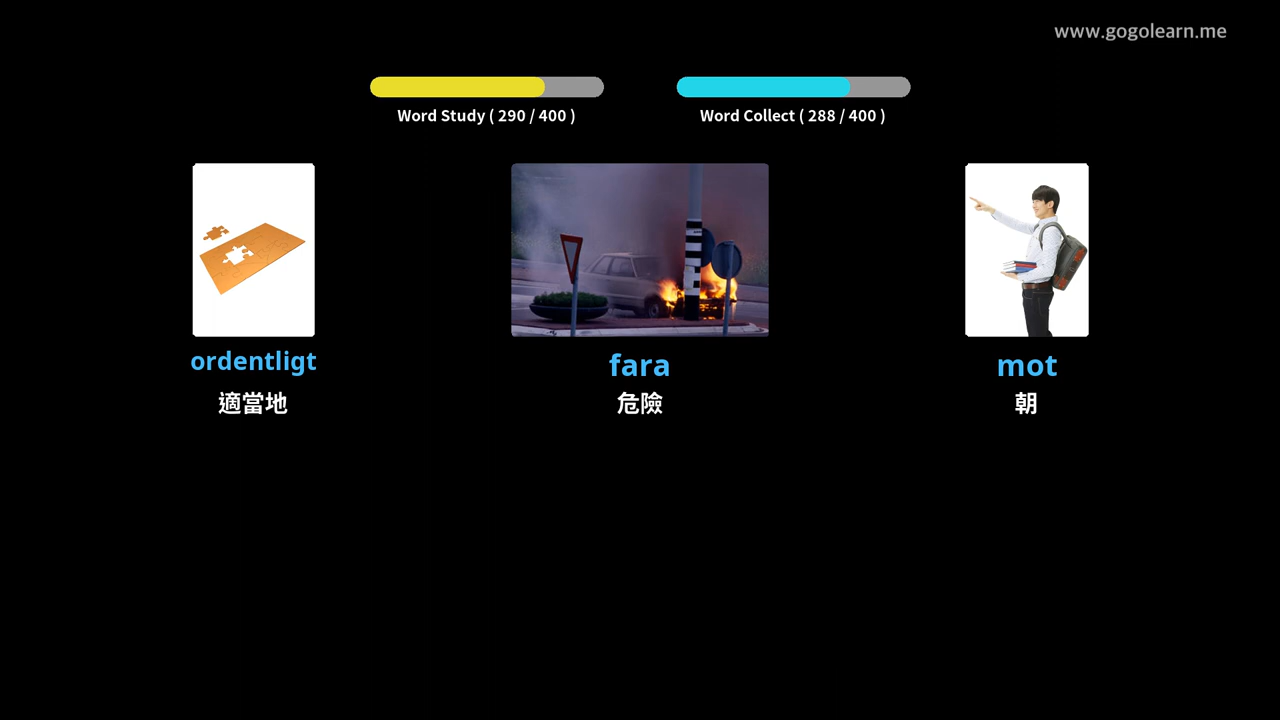 www.gogolearn.me
Word Study ( 290 / 400 )
Word Collect ( 288 / 400 )
ordentligt
適當地
fara
危險
mot
朝